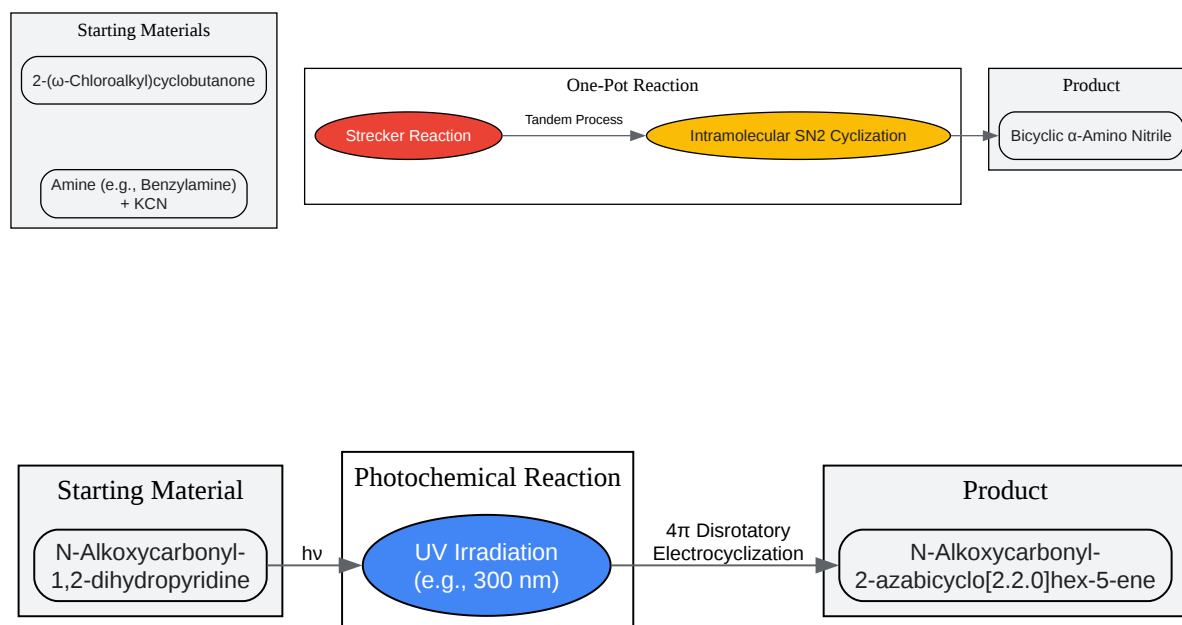 Starting Materials
2-(ω-Chloroalkyl)cyclobutanone
Amine (e.g., Benzylamine)
+ KCN
One-Pot Reaction
Strecker Reaction
Tandem Process
Intramolecular SN2 Cyclization
Product
Bicyclic α-Amino Nitrile
Starting Material
N-Alkoxycarbonyl-
1,2-dihydropyridine
hν
Photochemical Reaction
UV Irradiation
(e.g., 300 nm)
4π Disrotatory
Electrocyclization
Product
N-Alkoxycarbonyl-
2-azabicyclo[2.2.0]hex-5-ene